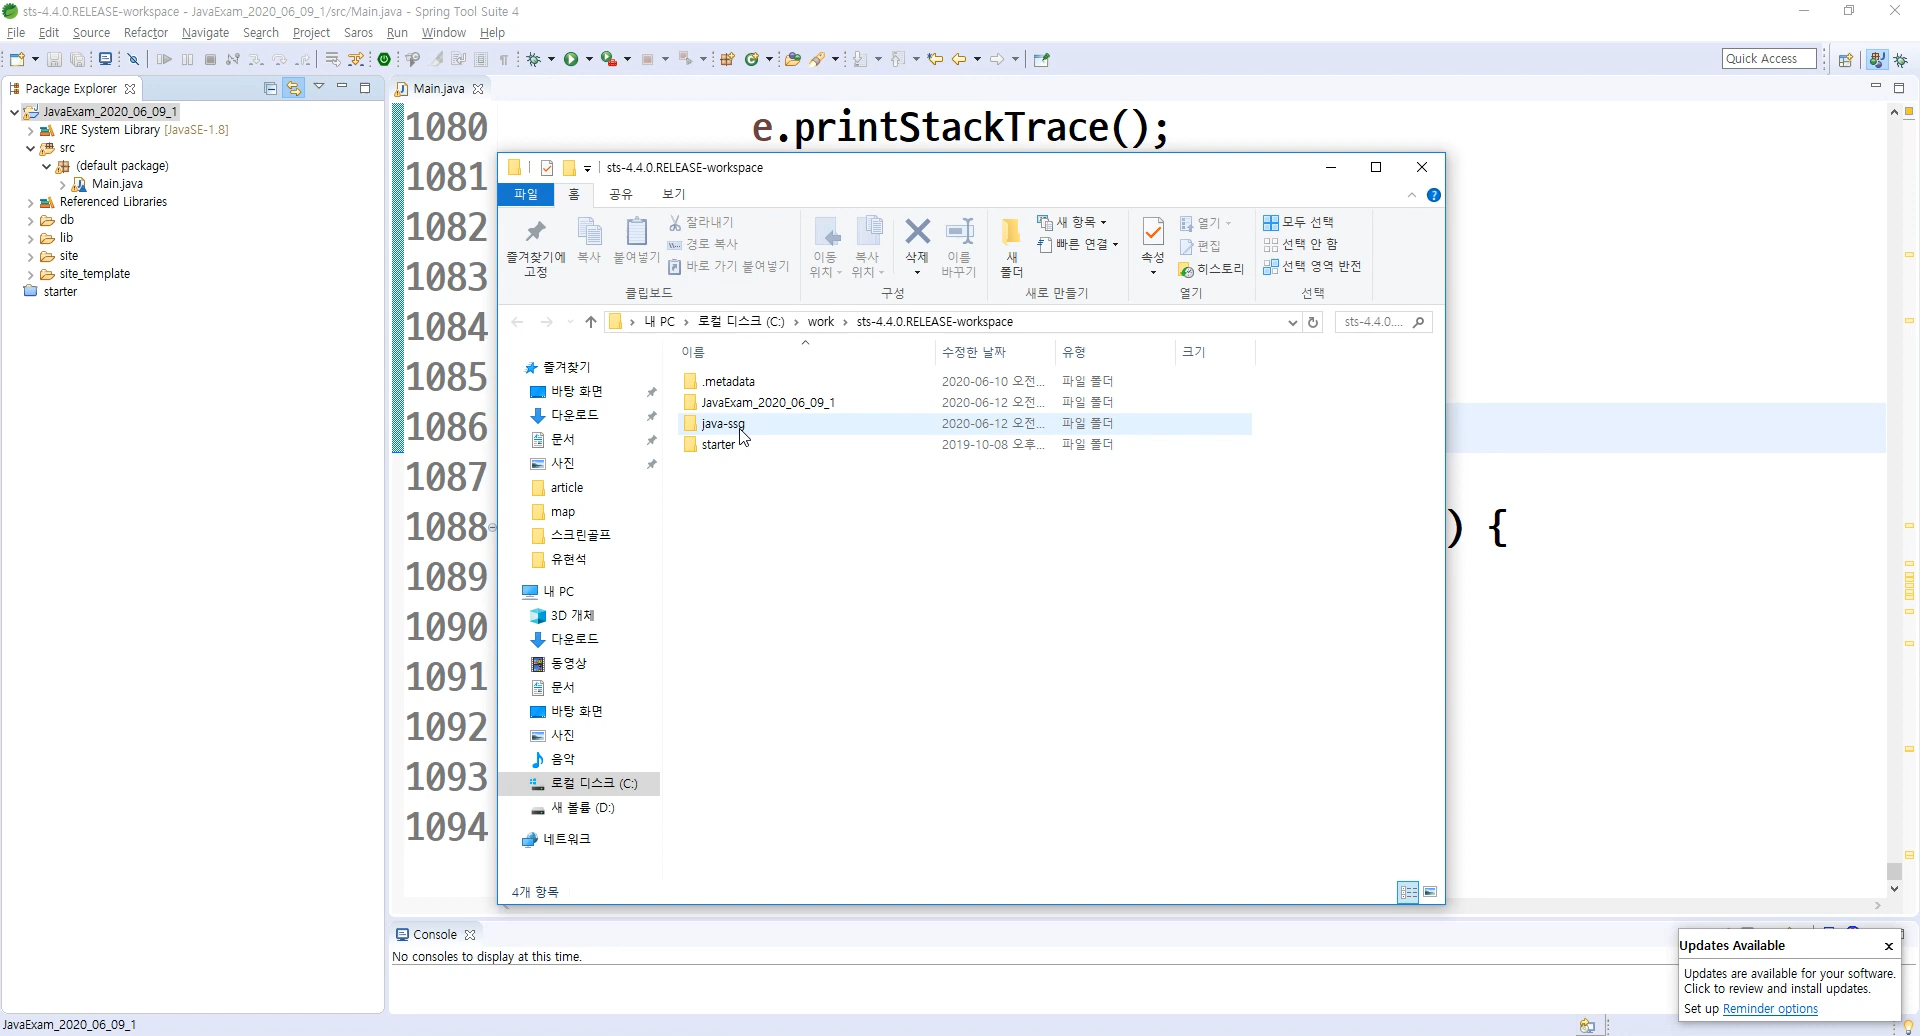 sts-4.4.0.RELEASE-workspace - JavaExam_2020_06_09_1/src/Main.java - Spring Tool Suite 4
File Edit Source Refactor Navigate Search Project Saros Run Window Help
Quick Access
Package Explorer
JavaExam_2020_06_09_1
JRE System Library [JavaSE-1.8]
src
(default package)
Main.java
Referenced Libraries
db
lib
site
site_template
starter
Main.java
1080 e.printStackTrace();
1081
1082
1083
1084
1085
1086
1087
1088 ) {
1089
1090
1091
1092
1093
1094
sts-4.4.0.RELEASE-workspace
파일 홈 공유 보기
즐겨찾기에 고정
복사
붙여넣기
잘라내기
경로 복사
바로 가기 붙여넣기
클립보드
이동 위치
복사 위치
삭제
이름 바꾸기
구성
새 폴더
새 항목
빠른 연결
새로 만들기
속성
열기
편집
히스토리
열기
모두 선택
선택 안 함
선택 영역 반전
선택
내 PC > 로컬 디스크 (C:) > work > sts-4.4.0.RELEASE-workspace
sts-4.4.0....
즐겨찾기
바탕 화면
다운로드
문서
사진
article
map
스크린골프
유현석
내 PC
3D 개체
다운로드
동영상
문서
바탕 화면
사진
음악
로컬 디스크 (C:)
새 볼륨 (D:)
네트워크
이름 수정한 날짜 유형 크기
.metadata 2020-06-10 오전... 파일 폴더
JavaExam_2020_06_09_1 2020-06-12 오전... 파일 폴더
java-ssg 2020-06-12 오전... 파일 폴더
starter 2019-10-08 오후... 파일 폴더
4개 항목
Console
No consoles to display at this time.
Updates Available
Updates are available for your software.
Click to review and install updates.
Set up Reminder options
JavaExam_2020_06_09_1